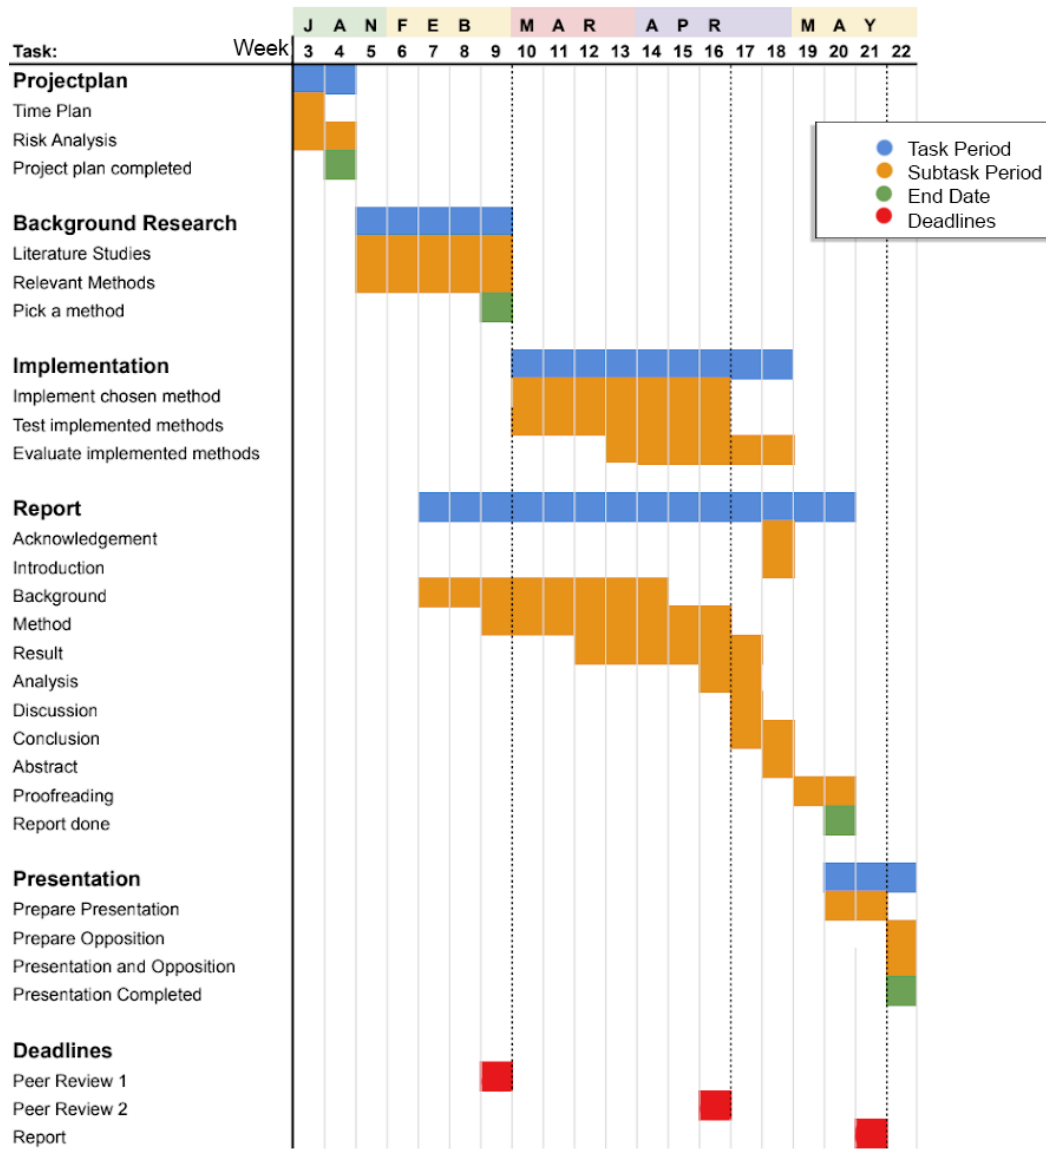 J A N F E B M A R A P R M A Y
Task: Week 3 4 5 6 7 8 9 10 11 12 13 14 15 16 17 18 19 20 21 22
Projectplan
Time Plan
Risk Analysis
Project plan completed
Task Period
Subtask Period
End Date
Deadlines
Background Research
Literature Studies
Relevant Methods
Pick a method
Implementation
Implement chosen method
Test implemented methods
Evaluate implemented methods
Report
Acknowledgement
Introduction
Background
Method
Result
Analysis
Discussion
Conclusion
Abstract
Proofreading
Report done
Presentation
Prepare Presentation
Prepare Opposition
Presentation and Opposition
Presentation Completed
Deadlines
Peer Review 1
Peer Review 2
Report